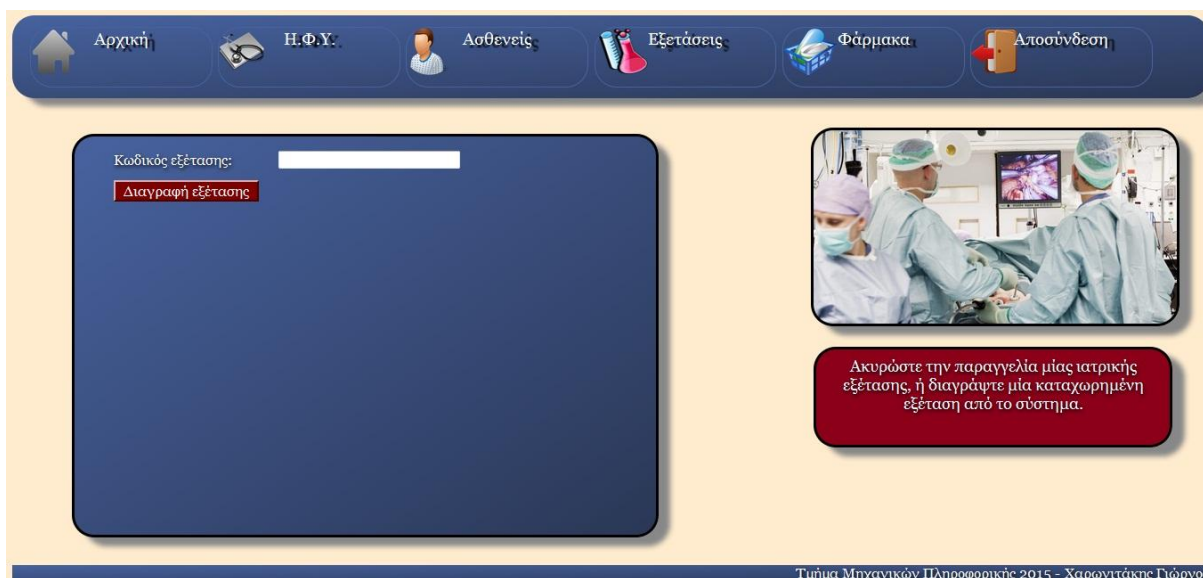 Αρχική
Η.Φ.Υ.
Ασθενείς
Εξετάσεις
Φάρμακα
Αποσύνδεση
Κωδικός εξέτασης:
Διαγραφή εξέτασης
Ακυρώστε την παραγγελία μίας ιατρικής
εξέτασης, ή διαγράψτε μία καταχωρημένη
εξέταση από το σύστημα.
Τμήμα Μηχανικών Πληροφορικής 2015 - Χαρωνιτάκης Γιώργο